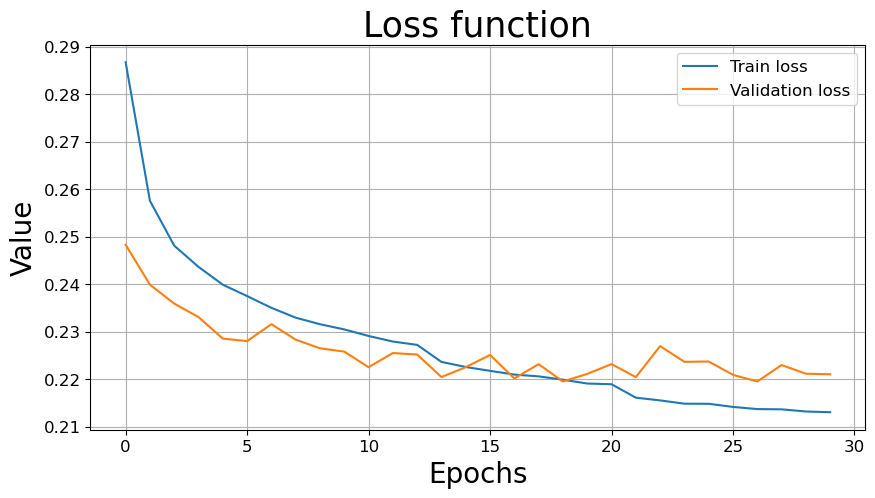 Loss function
Train loss
Validation loss
Value
0.29
0.28
0.27
0.26
0.25
0.24
0.23
0.22
0.21
0 5 10 15 20 25 30
Epochs